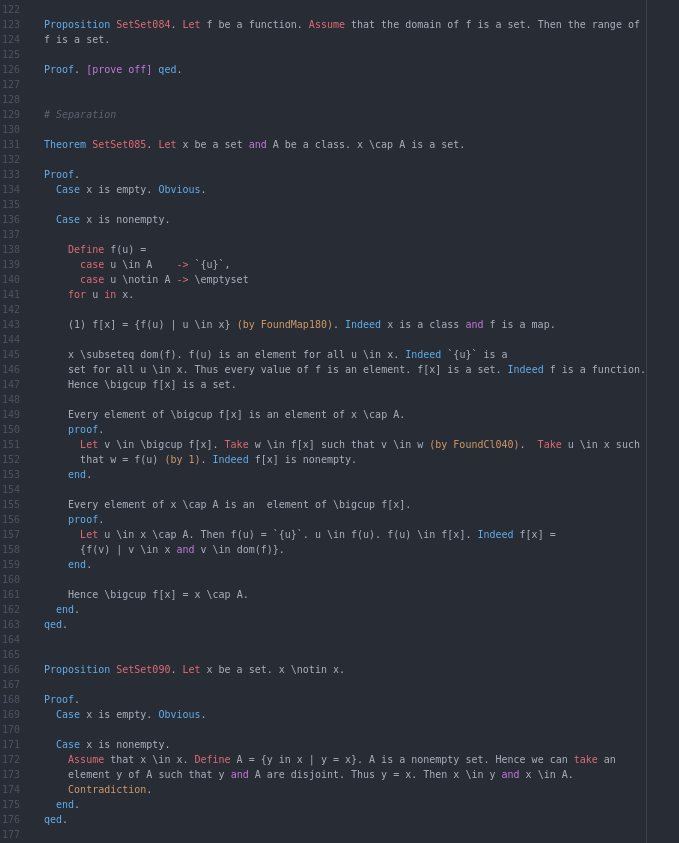 122
123 Proposition SetSet084. Let f be a function. Assume that the domain of f is a set. Then the range of
124 f is a set.
125
126 Proof. [prove off] qed.
127
128
129 # Separation
130
131 Theorem SetSet085. Let x be a set and A be a class. x \cap A is a set.
132
133 Proof.
134 Case x is empty. Obvious.
135
136 Case x is nonempty.
137
138 Define f(u) =
139 case u \in A    -> `{u}`,
140 case u \notin A -> \emptyset
141 for u in x.
142
143 (1) f[x] = {f(u) | u \in x} (by FoundMap180). Indeed x is a class and f is a map.
144
145 x \subseteq dom(f). f(u) is an element for all u \in x. Indeed `{u}` is a
146 set for all u \in x. Thus every value of f is an element. f[x] is a set. Indeed f is a function.
147 Hence \bigcup f[x] is a set.
148
149 Every element of \bigcup f[x] is an element of x \cap A.
150 proof.
151 Let v \in \bigcup f[x]. Take w \in f[x] such that v \in w (by FoundCl040).  Take u \in x such
152 that w = f(u) (by 1). Indeed f[x] is nonempty.
153 end.
154
155 Every element of x \cap A is an  element of \bigcup f[x].
156 proof.
157 Let u \in x \cap A. Then f(u) = `{u}`. u \in f(u). f(u) \in f[x]. Indeed f[x] =
158 {f(v) | v \in x and v \in dom(f)}.
159 end.
160
161 Hence \bigcup f[x] = x \cap A.
162 end.
163 qed.
164
165
166 Proposition SetSet090. Let x be a set. x \notin x.
167
168 Proof.
169 Case x is empty. Obvious.
170
171 Case x is nonempty.
172 Assume that x \in x. Define A = {y in x | y = x}. A is a nonempty set. Hence we can take an
173 element y of A such that y and A are disjoint. Thus y = x. Then x \in y and x \in A.
174 Contradiction.
175 end.
176 qed.
177